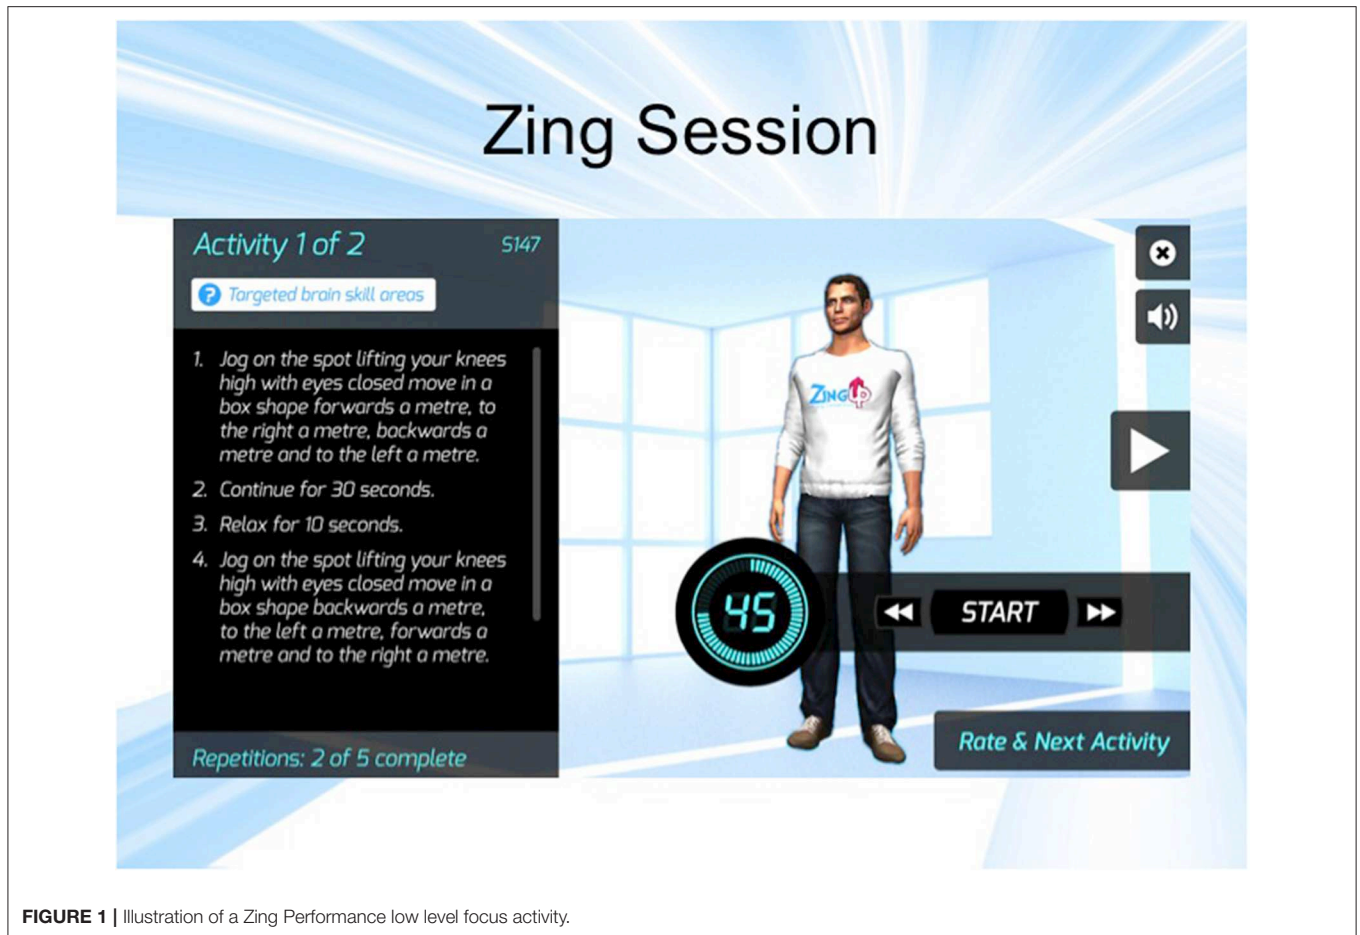 Zing Session
Activity 1 of 2 S147
? Targeted brain skill areas
1. Jog on the spot lifting your knees
high with eyes closed move in a
box shape forwards a metre, to
the right a metre, backwards a
metre and to the left a metre.
2. Continue for 30 seconds.
3. Relax for 10 seconds.
4. Jog on the spot lifting your knees
high with eyes closed move in a
box shape backwards a metre,
to the left a metre, forwards a
metre and to the right a metre.
Repetitions: 2 of 5 complete
ZINGUP
45
START
Rate & Next Activity
FIGURE 1 | Illustration of a Zing Performance low level focus activity.